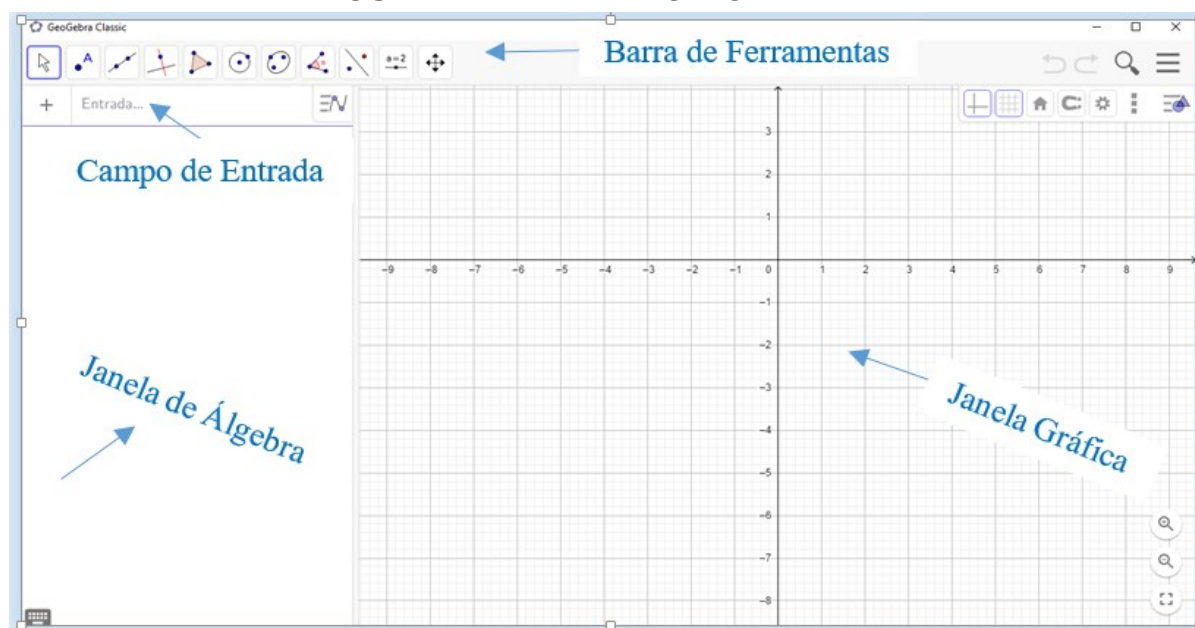 GeoGebra Classic
A
a=2
Barra de Ferramentas
+ Entrada...
Campo de Entrada
3
2
1
-9 -8 -7 -6 -5 -4 -3 -2 -1 0 1 2 3 4 5 6 7 8 9
-1
-2
-3
-4
-5
-6
-7
-8
Janela de Álgebra
Janela Gráfica